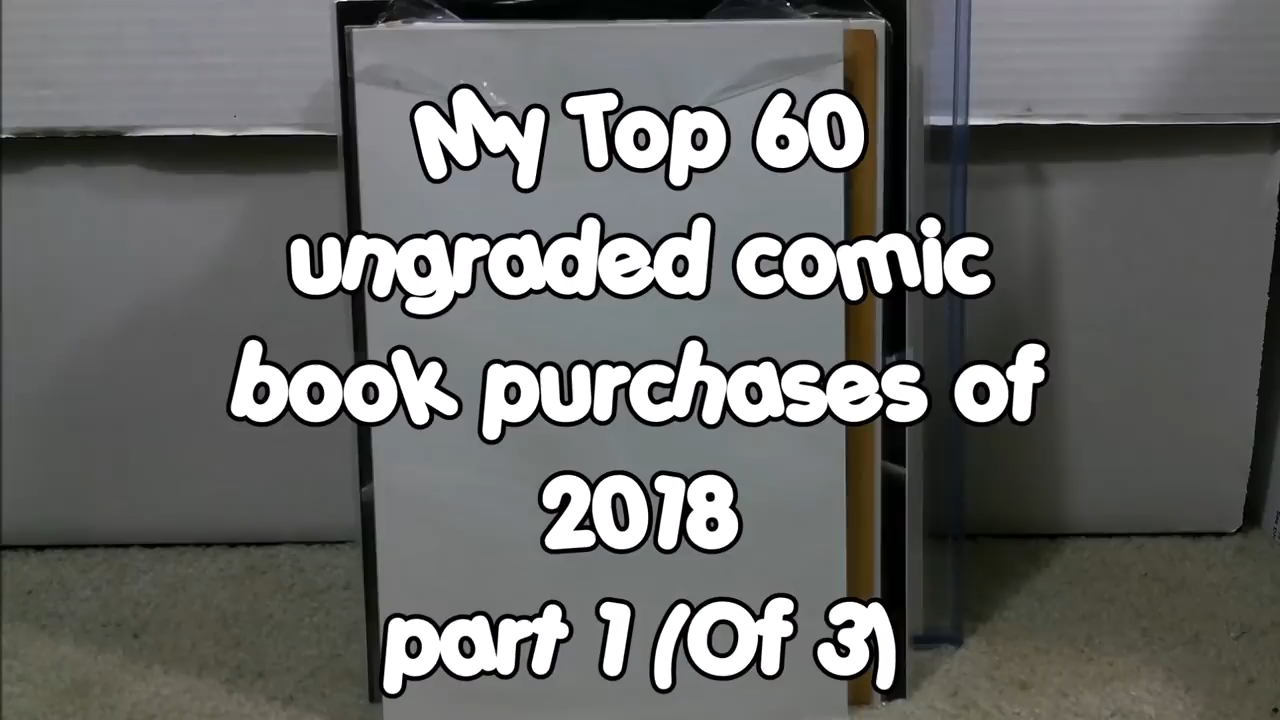 My Top 60
ungraded comic
book purchases of
2018
part 1 (Of 3)